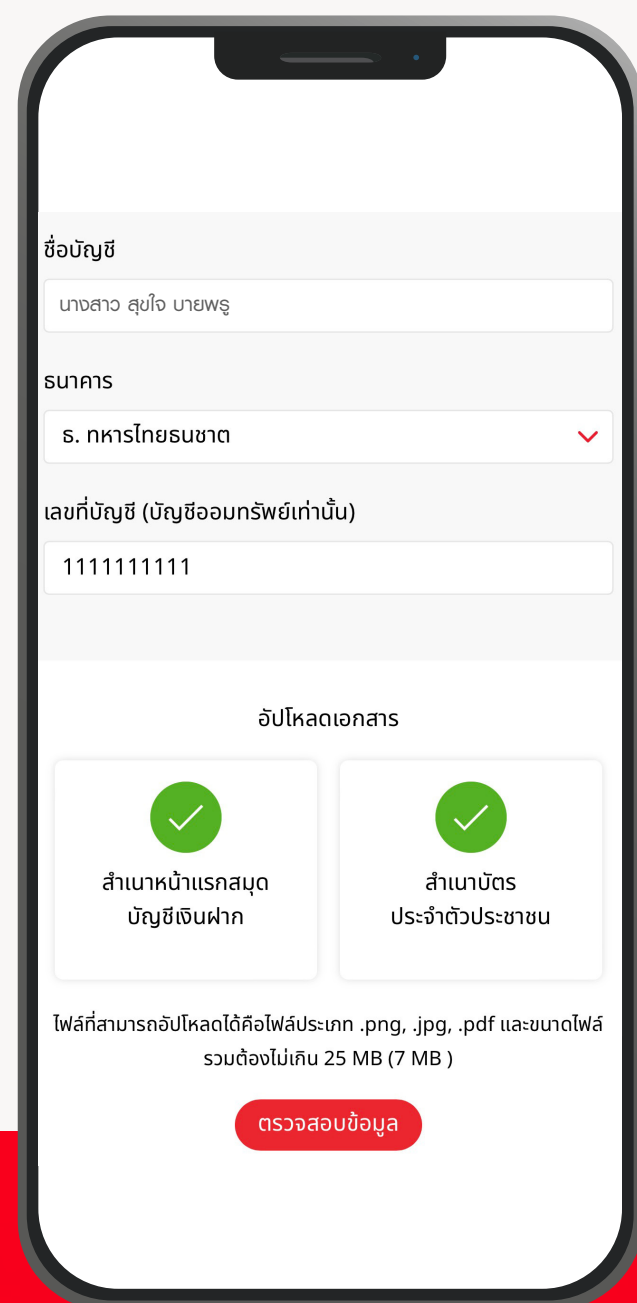 ชื่อบัญชี
นางสาว สุขใจ บายพรู
ธนาคาร
ธ. ทหารไทยธนชาต
เลขที่บัญชี (บัญชีออมทรัพย์เท่านั้น)
1111111111
อัปโหลดเอกสาร
สำเนาหน้าแรกสมุด
บัญชีเงินฝาก
สำเนาบัตร
ประจำตัวประชาชน
ไฟล์ที่สามารถอัปโหลดได้คือไฟล์ประเภท .png, .jpg, .pdf และขนาดไฟล์
รวมต้องไม่เกิน 25 MB (7 MB )
ตรวจสอบข้อมูล